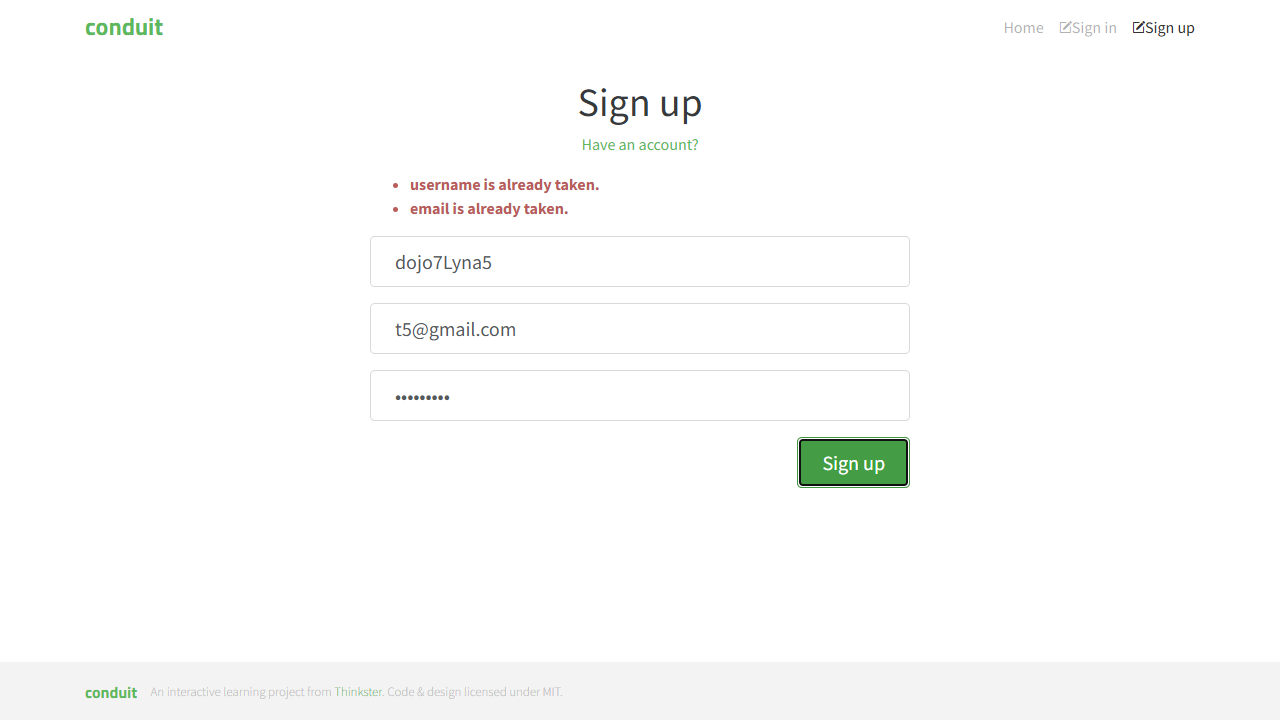 conduit
Home Sign in Sign up
Sign up
Have an account?
username is already taken.
email is already taken.
dojo7Lyna5
t5@gmail.com
•••••••••
Sign up
conduit An interactive learning project from Thinkster. Code & design licensed under MIT.